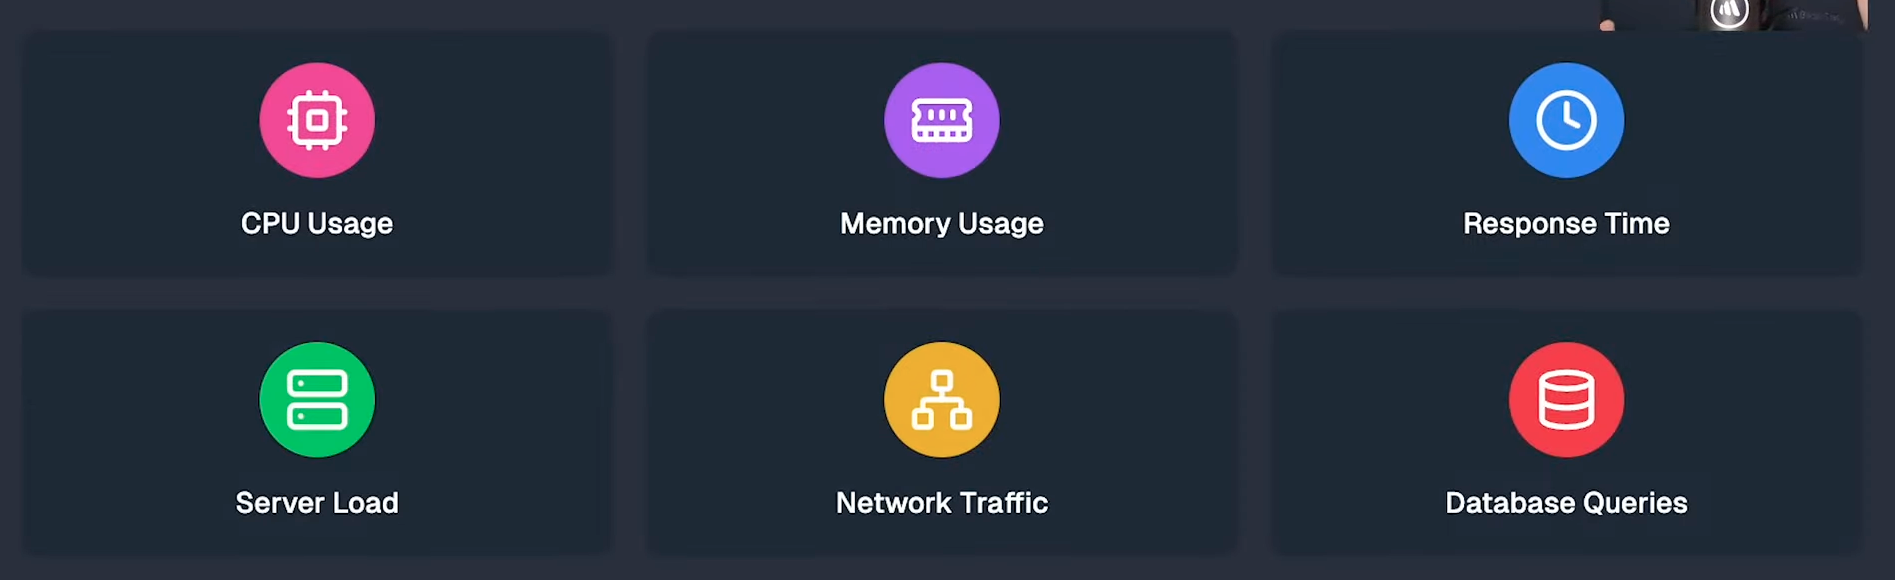 CPU Usage
Memory Usage
Response Time
Server Load
Network Traffic
Database Queries